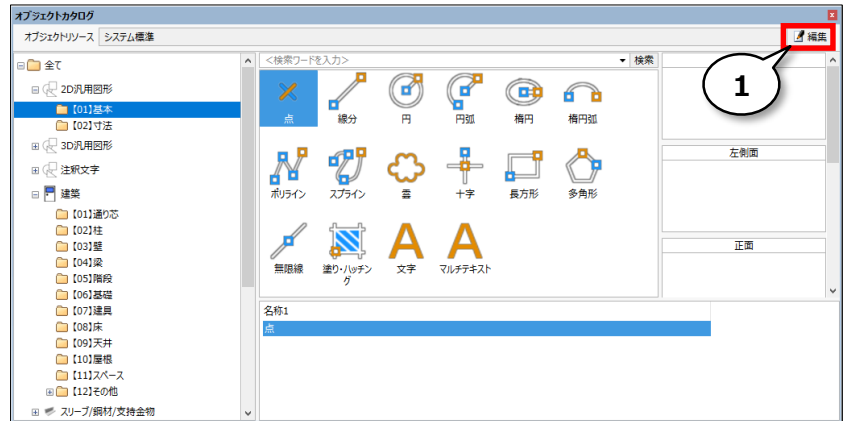 オブジェクトカタログ
オブジェクトリソース システム標準
編集
1
全て
2D汎用図形
【01】基本
【02】寸法
3D汎用図形
注釈文字
建築
【01】通り芯
【02】柱
【03】壁
【04】梁
【05】階段
【06】基礎
【07】建具
【08】床
【09】天井
【10】屋根
【11】スペース
【12】その他
スリーブ/鋼材/支持金物
<検索ワードを入力>
検索
点 線分 円 円弧 楕円 楕円弧
ポリライン スプライン 雲 十字 長方形 多角形
無限線 塗り・ハッチン 文字 マルチテキスト
グ
左側面
正面
名称1
点